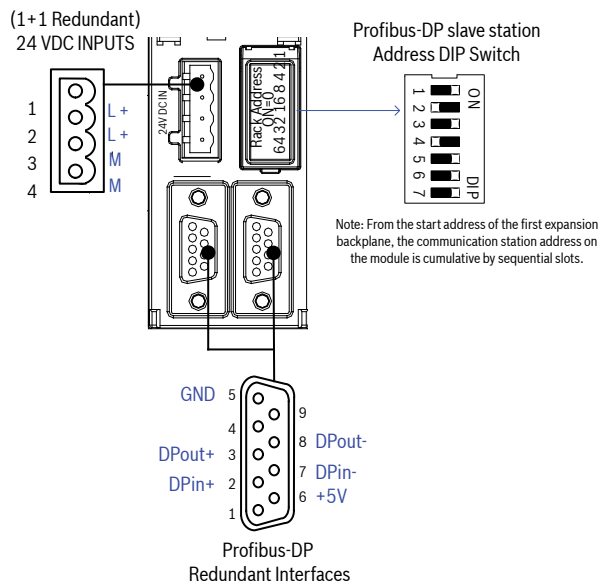 (1+1 Redundant)
24 VDC INPUTS
1
2
3
4
L +
L +
M
M
24V DC IN
Rack Address
ON=0
64 32 16 8 4 2 1
Profibus-DP slave station
Address DIP Switch
1 2 3 4 5 6 7
ON
DIP
Note: From the start address of the first expansion
backplane, the communication station address on
the module is cumulative by sequential slots.
GND 5
9
4
8 DPout-
DPout+ 3
7 DPin-
DPin+ 2
6 +5V
1
Profibus-DP
Redundant Interfaces